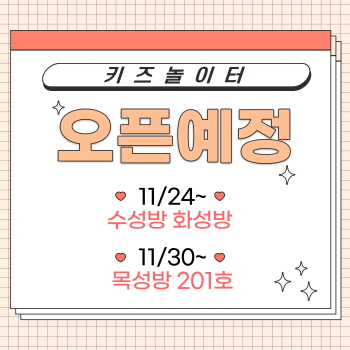 키즈놀이터
오픈예정
11/24~
수성방 화성방
11/30~
목성방 201호